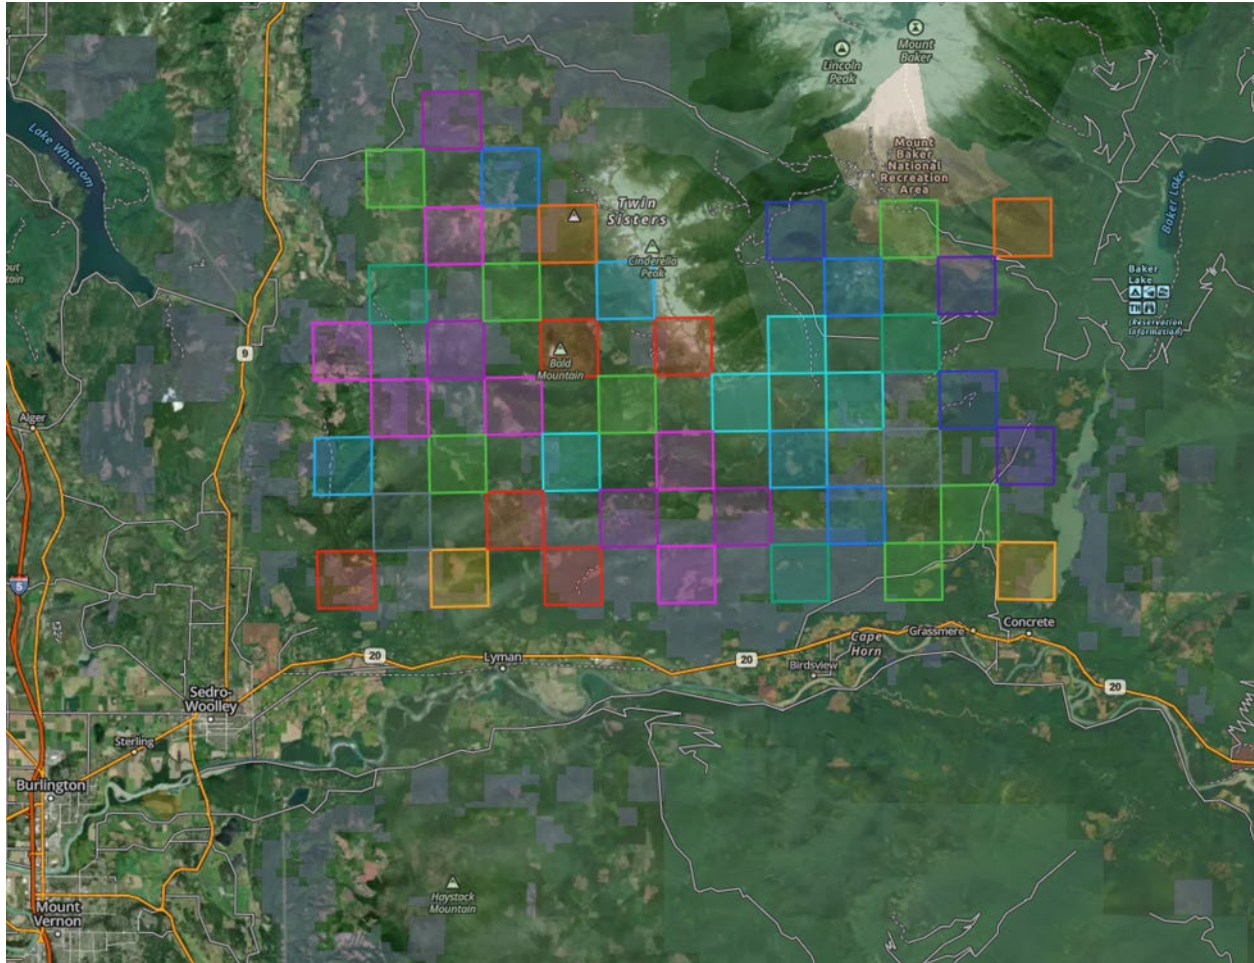 Mount
Baker
Lincoln
Peak
Lake Whatcom
Mount
Baker
National
Recreation
Area
Baker Lake
Twin
Sisters
Cinderella
Peak
Baker
Lake
(Reservation
Information)
9
Bald
Mountain
Alger
5
Concrete
Grassmere
Cape
Horn
20
Lyman
20
Birdsview
20
Sedro-
Woolley
Sterling
Burlington
Haystack
Mountain
Mount
Vernon